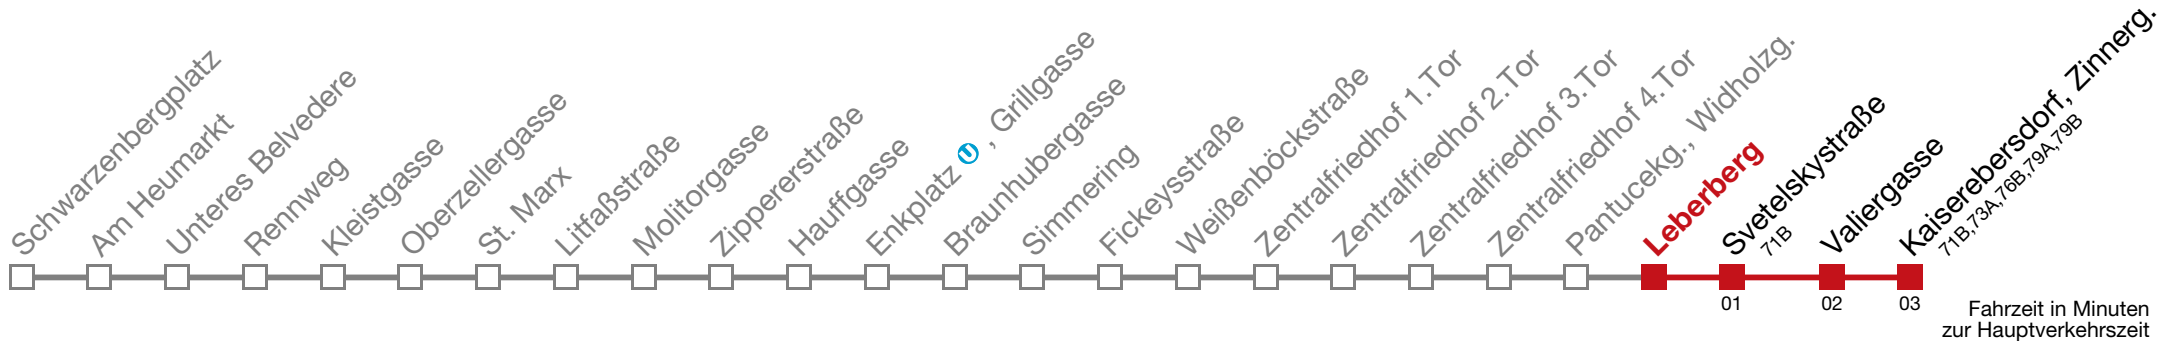 Schwarzenbergplatz
Am Heumarkt
Unteres Belvedere
Rennweg
Kleistgasse
Oberzellergasse
St. Marx
Litfaßstraße
Molitorgasse
Zippererstraße
Hauffgasse
Enkplatz U , Grillgasse
Braunhubergasse
Simmering
Fickeysstraße
Weißenböckstraße
Zentralfriedhof 1.Tor
Zentralfriedhof 2.Tor
Zentralfriedhof 3.Tor
Zentralfriedhof 4.Tor
Pantucekg., Widholzg.
Leberberg
Svetelskystraße
71B
Valiergasse
Kaiserebersdorf, Zinnerg.
71B,73A,76B,79A,79B
01
02
03
Fahrzeit in Minuten
zur Hauptverkehrszeit